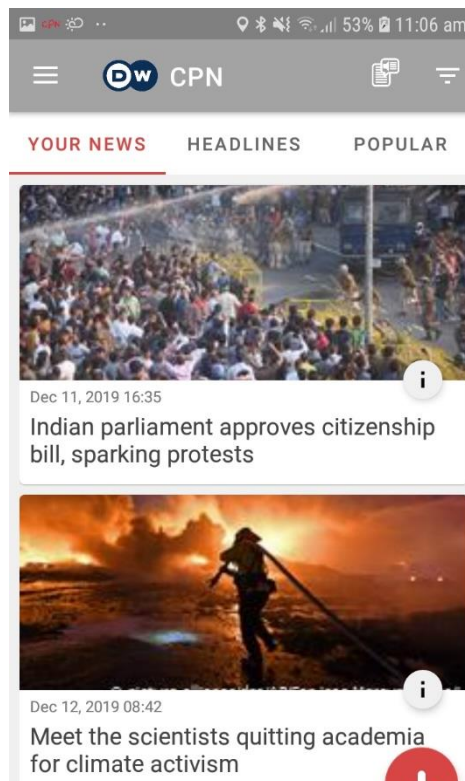 CPN 53% 11:06 am
DW CPN
YOUR NEWS HEADLINES POPULAR
i
Dec 11, 2019 16:35
Indian parliament approves citizenship
bill, sparking protests
i
Dec 12, 2019 08:42
Meet the scientists quitting academia
for climate activism